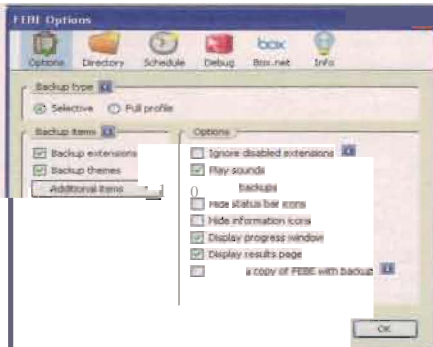 FEBE Options
Options Directory Schedule Debug Box.net Info
Backup type
Selective Full profile
Backup items
Backup extensions
Backup themes
Additional items
Options
Ignore disabled extensions
Play sounds
() backups
Hide status bar icons
Hide information icons
Display progress window
Display results page
a copy of FEBE with backup
OK